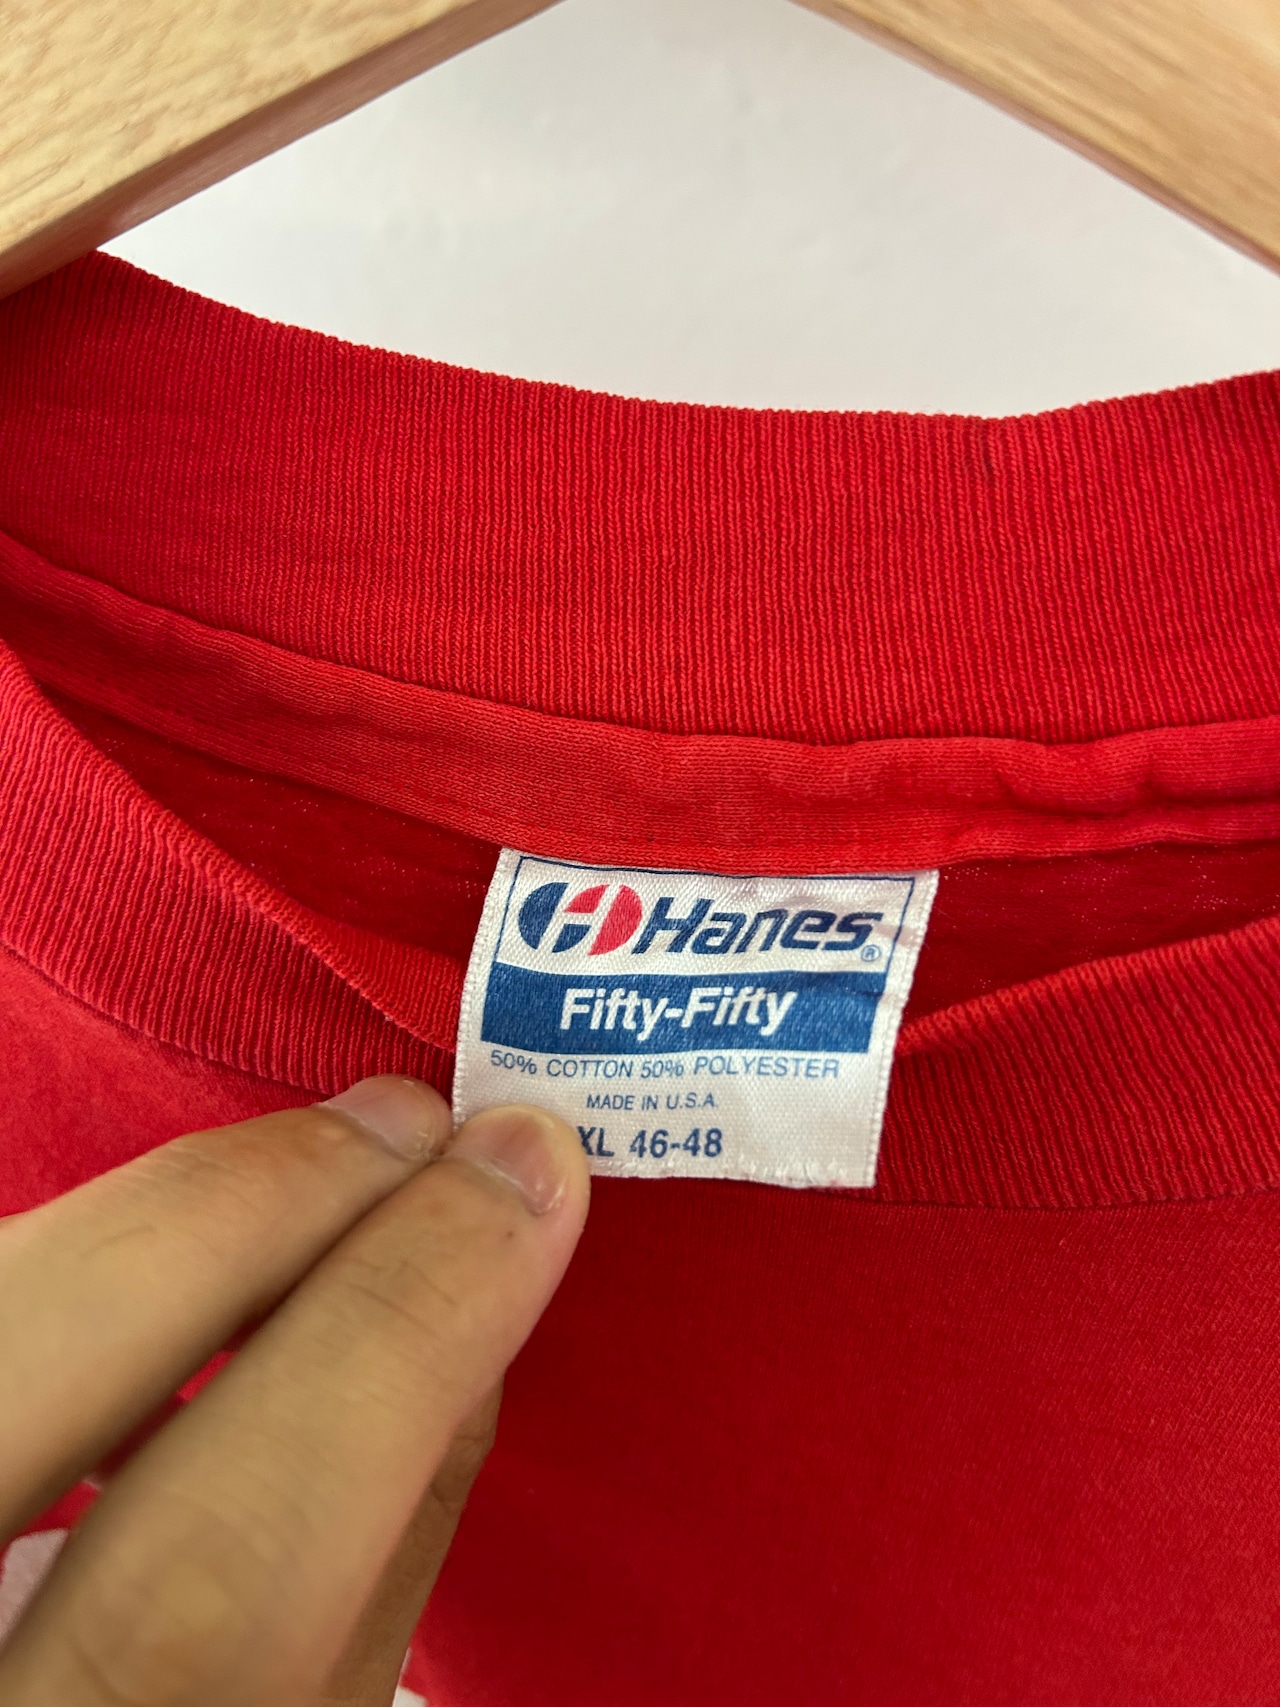 Hanes®
Fifty-Fifty
50% COTTON 50% POLYESTER
MADE IN U.S.A.
XL 46-48